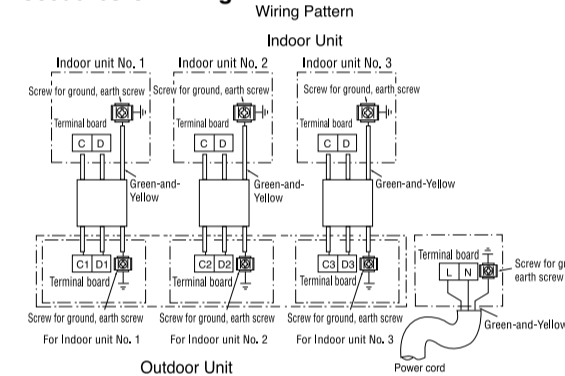 Wiring Pattern
Indoor Unit
Indoor unit No. 1
Indoor unit No. 2
Indoor unit No. 3
Screw for ground, earth screw
Screw for ground, earth screw
Screw for ground, earth screw
Terminal board
Terminal board
Terminal board
C D
C D
C D
Green-and-
Yellow
Green-and-
Yellow
Green-and-Yellow
C1 D1
C2 D2
C3 D3
Terminal board
Terminal board
Terminal board
Terminal board
L N
Screw for gr
earth screw
Screw for ground, earth screw
Screw for ground, earth screw
Screw for ground, earth screw
Green-and-Yellow
For Indoor unit No. 1
For Indoor unit No. 2
For Indoor unit No. 3
Outdoor Unit
Power cord